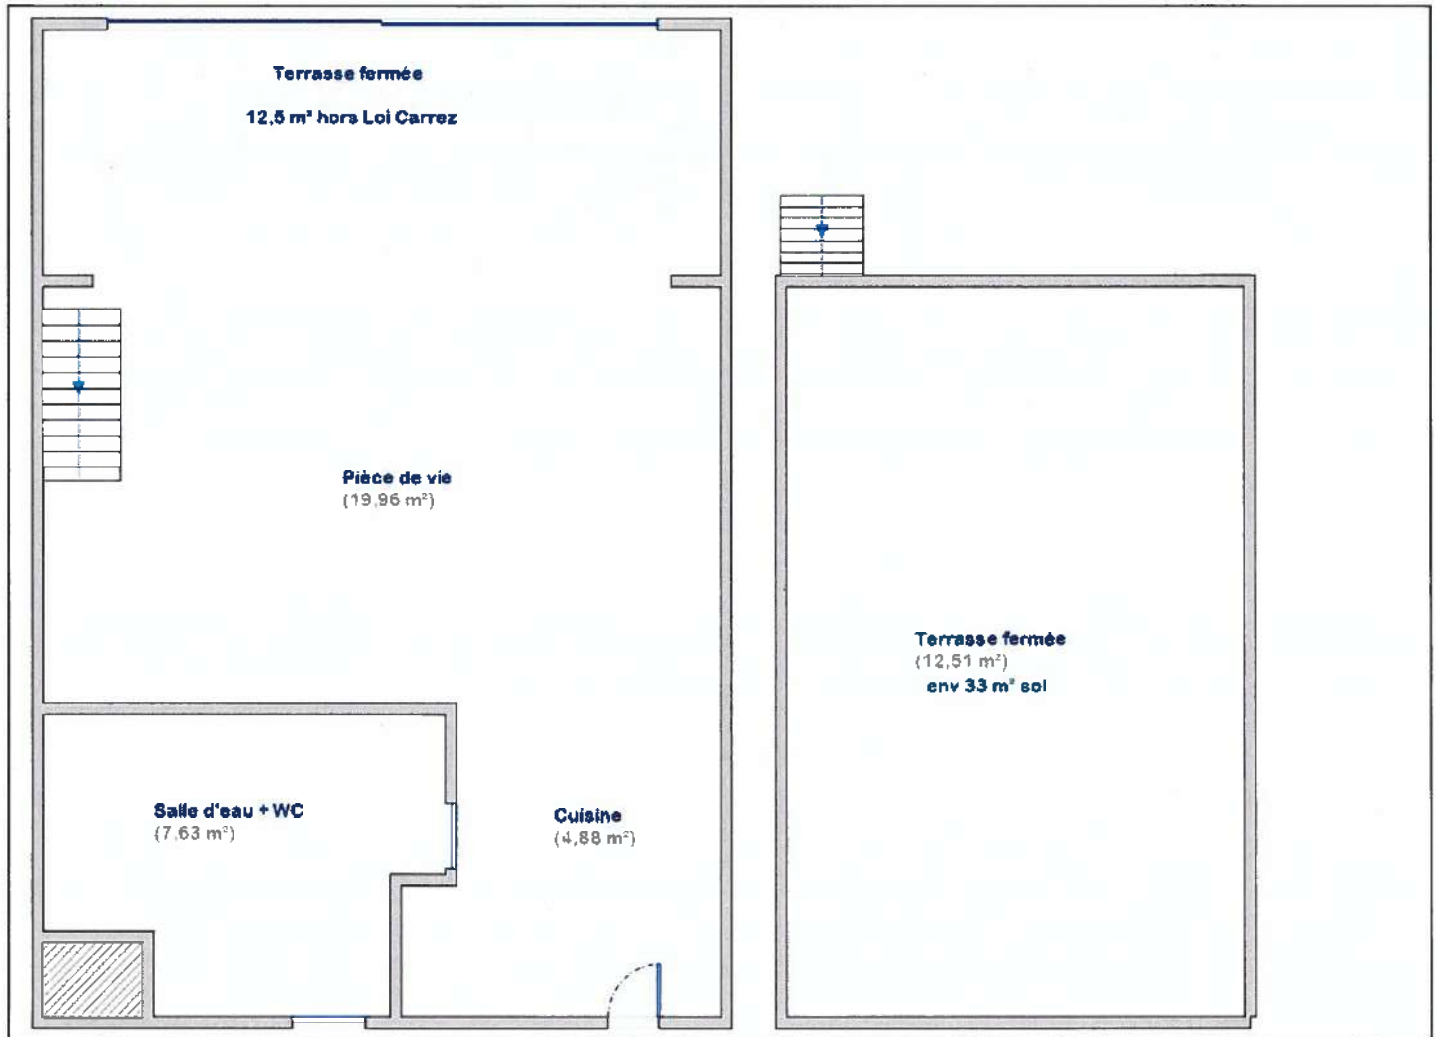 Terrasse fermée
12,5 m² hors Loi Carrez
Pièce de vie
(19,96 m²)
Terrasse fermée
(12,51 m²)
env 33 m² sol
Salle d'eau + WC
(7,63 m²)
Cuisine
(4,88 m²)